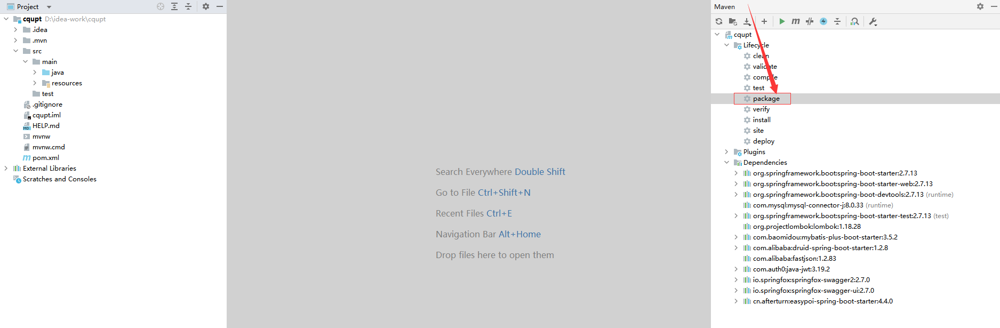 Project
cqupt D:\idea-work\cqupt
.idea
.mvn
src
main
java
resources
test
.gitignore
cqupt.iml
HELP.md
mvnw
mvnw.cmd
pom.xml
External Libraries
Scratches and Consoles
Search Everywhere Double Shift
Go to File Ctrl+Shift+N
Recent Files Ctrl+E
Navigation Bar Alt+Home
Drop files here to open them
Maven
cqupt
Lifecycle
clean
validate
compile
test
package
verify
install
site
deploy
Plugins
Dependencies
org.springframework.boot:spring-boot-starter:2.7.13
org.springframework.boot:spring-boot-starter-web:2.7.13
org.springframework.boot:spring-boot-devtools:2.7.13 (runtime)
com.mysql:mysql-connector-j:8.0.33 (runtime)
org.springframework.boot:spring-boot-starter-test:2.7.13 (test)
org.projectlombok:lombok:1.18.28
com.baomidou:mybatis-plus-boot-starter:3.5.2
com.alibaba:druid-spring-boot-starter:1.2.8
com.alibaba:fastjson:1.2.83
com.auth0:java-jwt:3.19.2
io.springfox:springfox-swagger2:2.7.0
io.springfox:springfox-swagger-ui:2.7.0
cn.afterturn:easypoi-spring-boot-starter:4.4.0